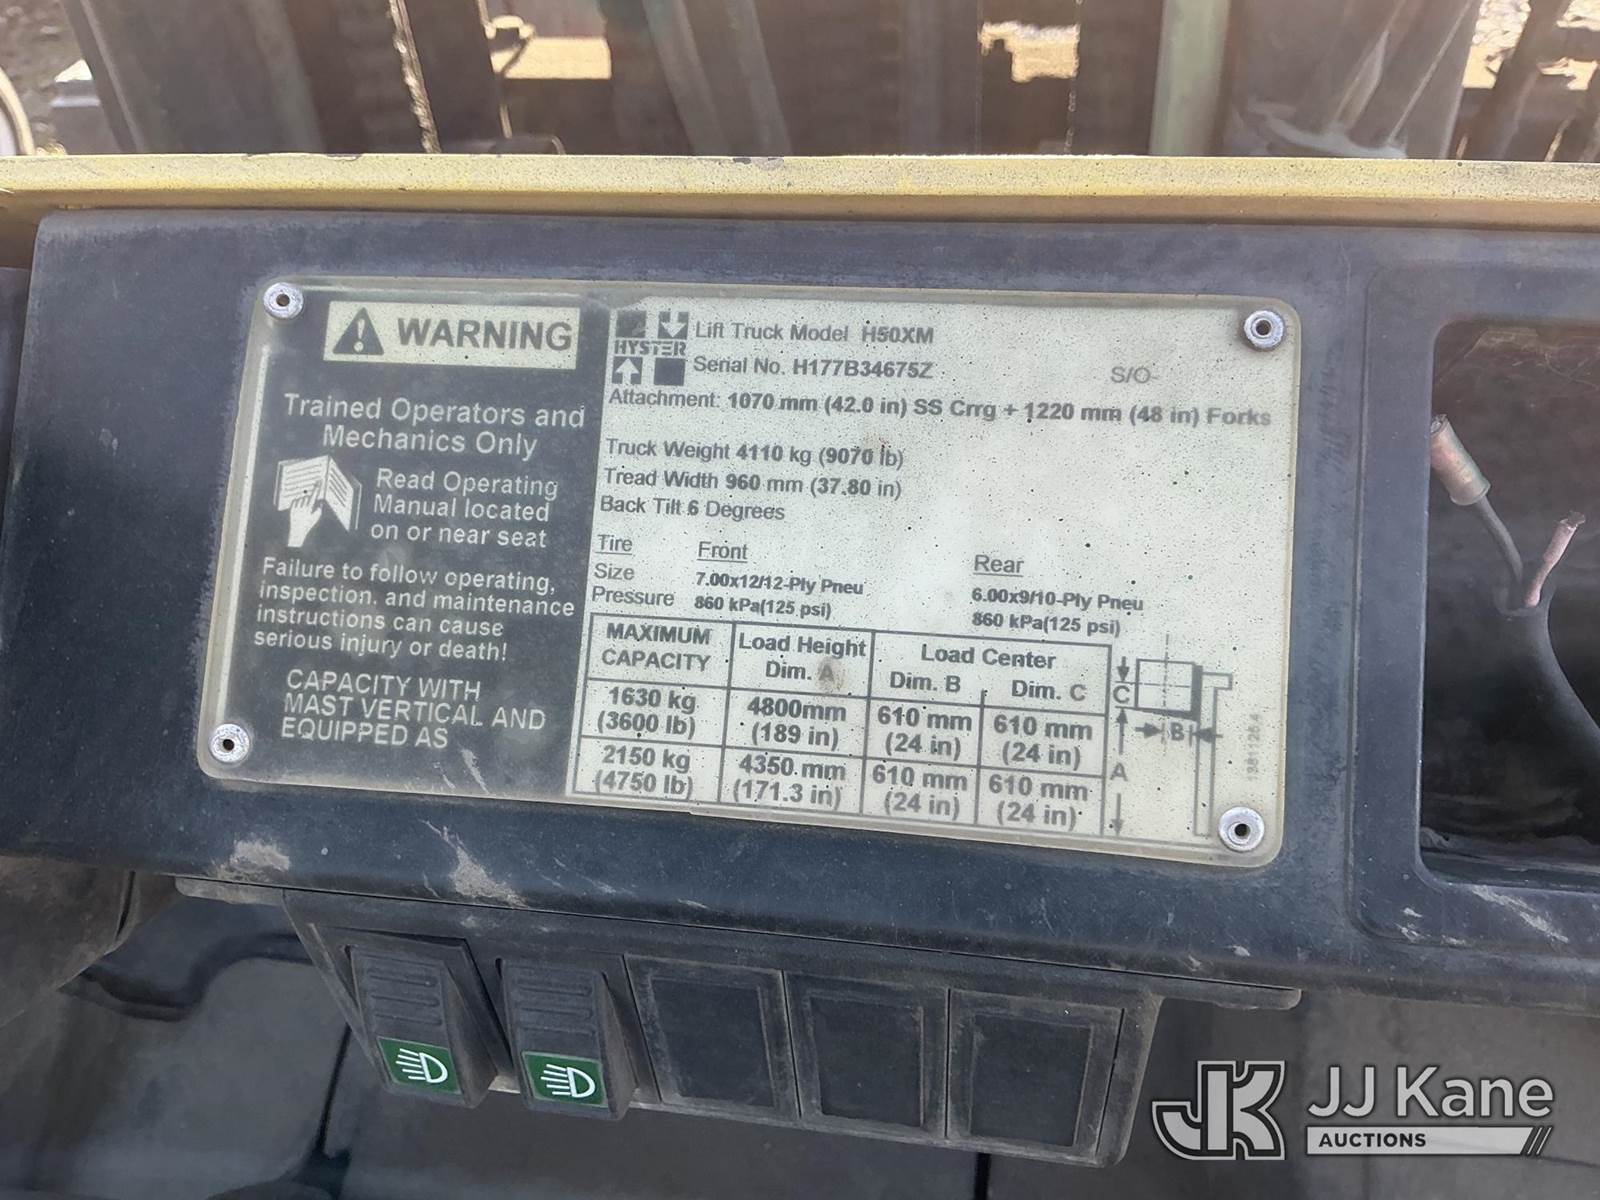 WARNING
Trained Operators and
Mechanics Only
Read Operating
Manual located
on or near seat
Failure to follow operating,
inspection, and maintenance
instructions can cause
serious injury or death!
CAPACITY WITH
MAST VERTICAL AND
EQUIPPED AS
HYSTER
Lift Truck Model H50XM
Serial No. H177B34675Z S/O-
Attachment: 1070 mm (42.0 in) SS Crrg + 1220 mm (48 in) Forks
Truck Weight 4110 kg (9070 lb)
Tread Width 960 mm (37.80 in)
Back Tilt 6 Degrees
Tire Front Rear
Size 7.00x12/12-Ply Pneu 6.00x9/10-Ply Pneu
Pressure 860 kPa(125 psi) 860 kPa(125 psi)
MAXIMUM CAPACITY Load Height Dim. A Load Center Dim. B Dim. C
1630 kg 4800mm 610 mm 610 mm
(3600 lb) (189 in) (24 in) (24 in)
2150 kg 4350 mm 610 mm 610 mm
(4750 lb) (171.3 in) (24 in) (24 in)
C
B
A
1381126.4
JK JJ Kane
AUCTIONS